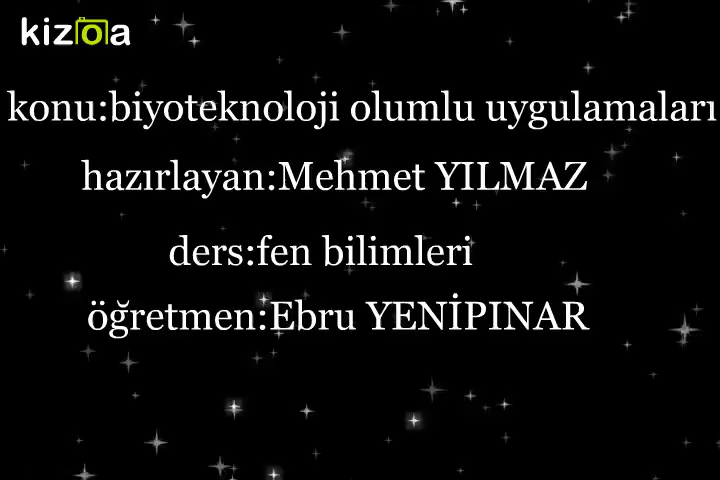 kizoa
konu:biyoteknoloji olumlu uygulamaları
hazırlayan:Mehmet YILMAZ
ders:fen bilimleri
öğretmen:Ebru YENİPINAR